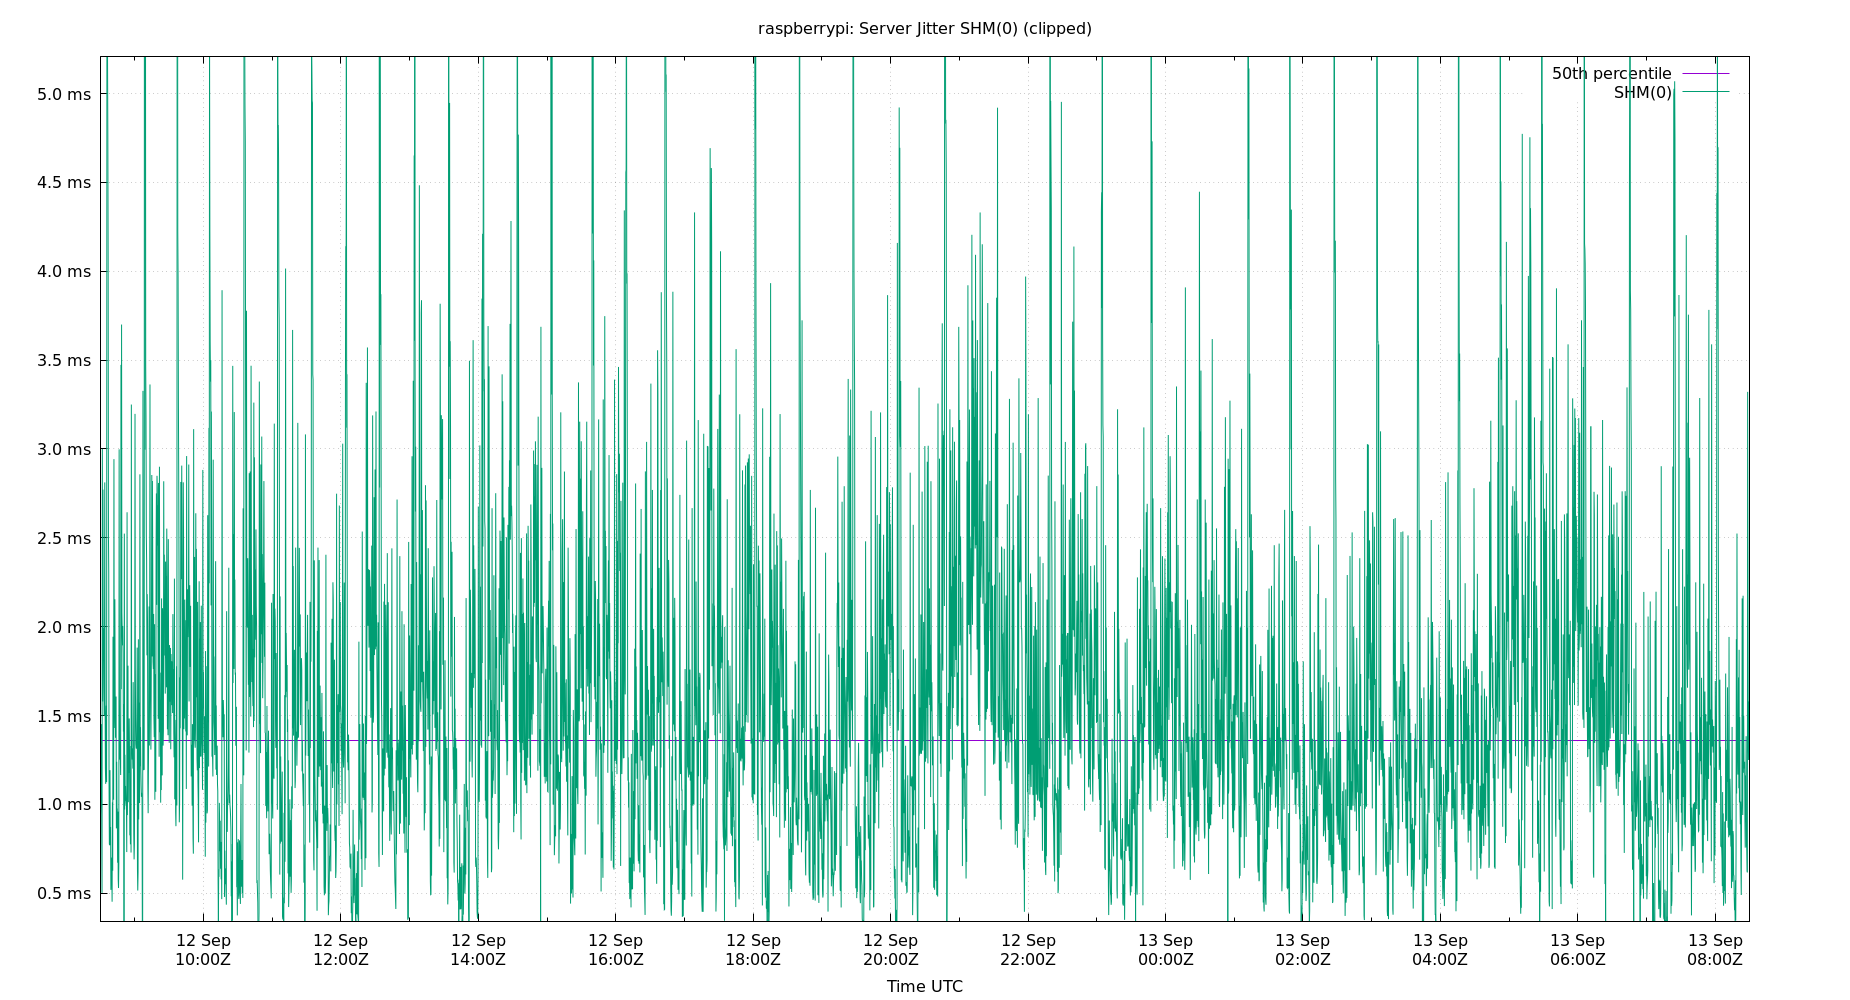 raspberrypi: Server Jitter SHM(0) (clipped)
50th percentile
SHM(0)
5.0 ms
4.5 ms
4.0 ms
3.5 ms
3.0 ms
2.5 ms
2.0 ms
1.5 ms
1.0 ms
0.5 ms
12 Sep 12 Sep 12 Sep 12 Sep 12 Sep 12 Sep 12 Sep 13 Sep 13 Sep 13 Sep 13 Sep 13 Sep
10:00Z 12:00Z 14:00Z 16:00Z 18:00Z 20:00Z 22:00Z 00:00Z 02:00Z 04:00Z 06:00Z 08:00Z
Time UTC